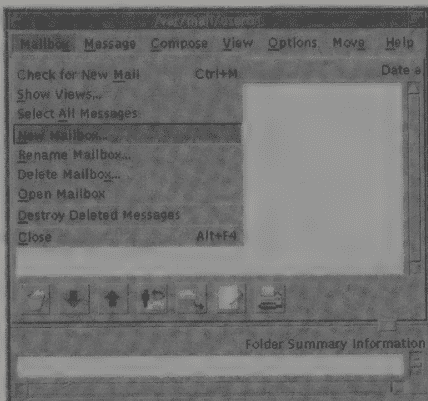 Mailbox Message Compose View Options Move Help
Check for New Mail Ctrl+M
Date a
Show Views...
Select All Messages
New Mailbox...
Rename Mailbox...
Delete Mailbox...
Open Mailbox
Destroy Deleted Messages
Close Alt+F4
Folder Summary Information